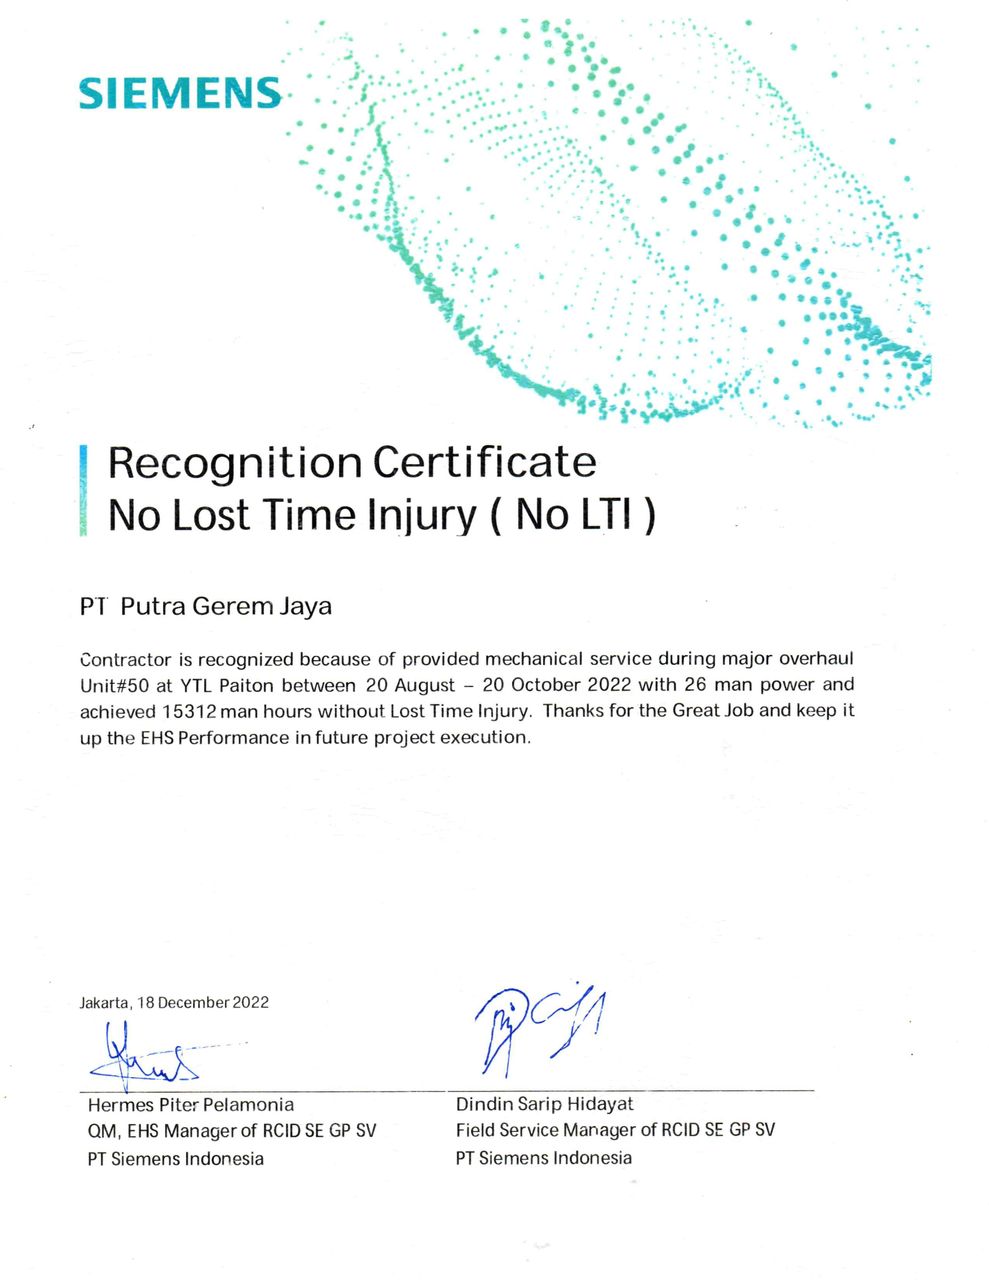 SIEMENS
Recognition Certificate
No Lost Time Injury ( No LTI )
PT Putra Gerem Jaya
Contractor is recognized because of provided mechanical service during major overhaul
Unit#50 at YTL Paiton between 20 August – 20 October 2022 with 26 man power and
achieved 15312 man hours without Lost Time Injury. Thanks for the Great Job and keep it
up the EHS Performance in future project execution.
Jakarta, 18 December 2022
Hermes Piter Pelamonia
QM, EHS Manager of RCID SE GP SV
PT Siemens Indonesia
Dindin Sarip Hidayat
Field Service Manager of RCID SE GP SV
PT Siemens Indonesia